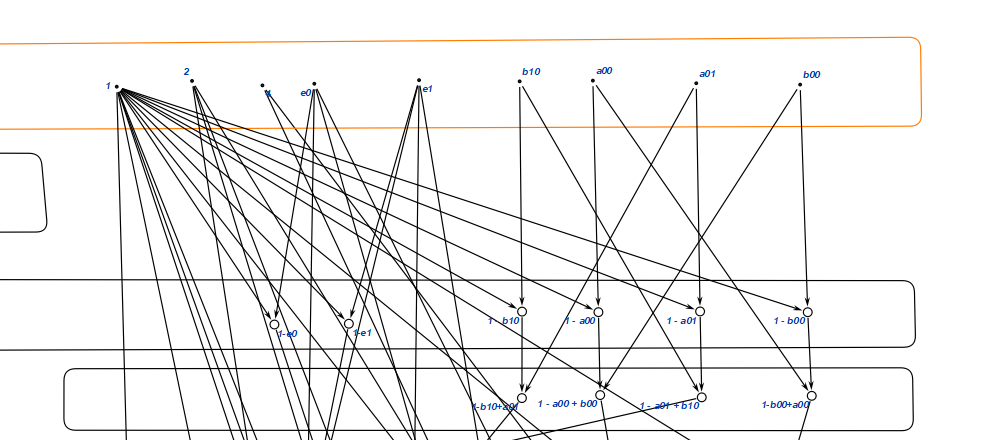 1
2
4
e0
e1
b10
a00
a01
b00
1-e0
1-e1
1 - b10
1 - a00
1 - a01
1 - b00
1-b10+a01
1 - a00 + b00
1 - a01 + b10
1-b00+a00